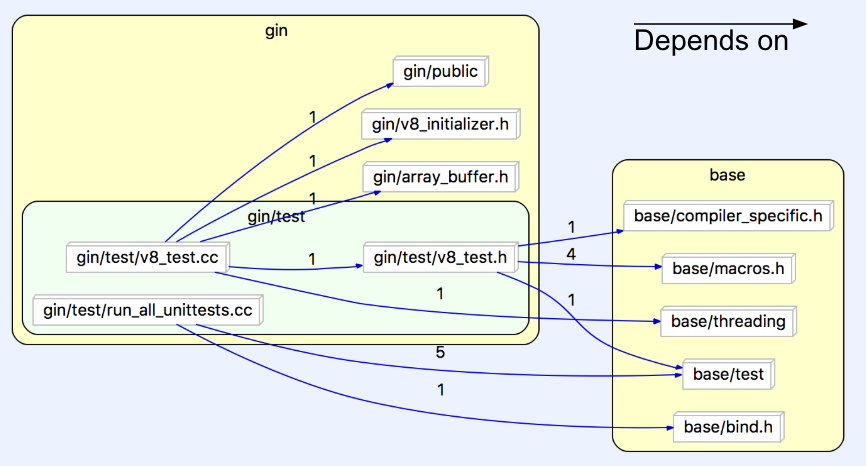 gin
Depends on
gin/public
1
gin/v8_initializer.h
1
gin/array_buffer.h
1
base
gin/test
base/compiler_specific.h
1
gin/test/v8_test.cc
1
gin/test/v8_test.h
4
base/macros.h
1
1
gin/test/run_all_unittests.cc
base/threading
5
base/test
1
base/bind.h